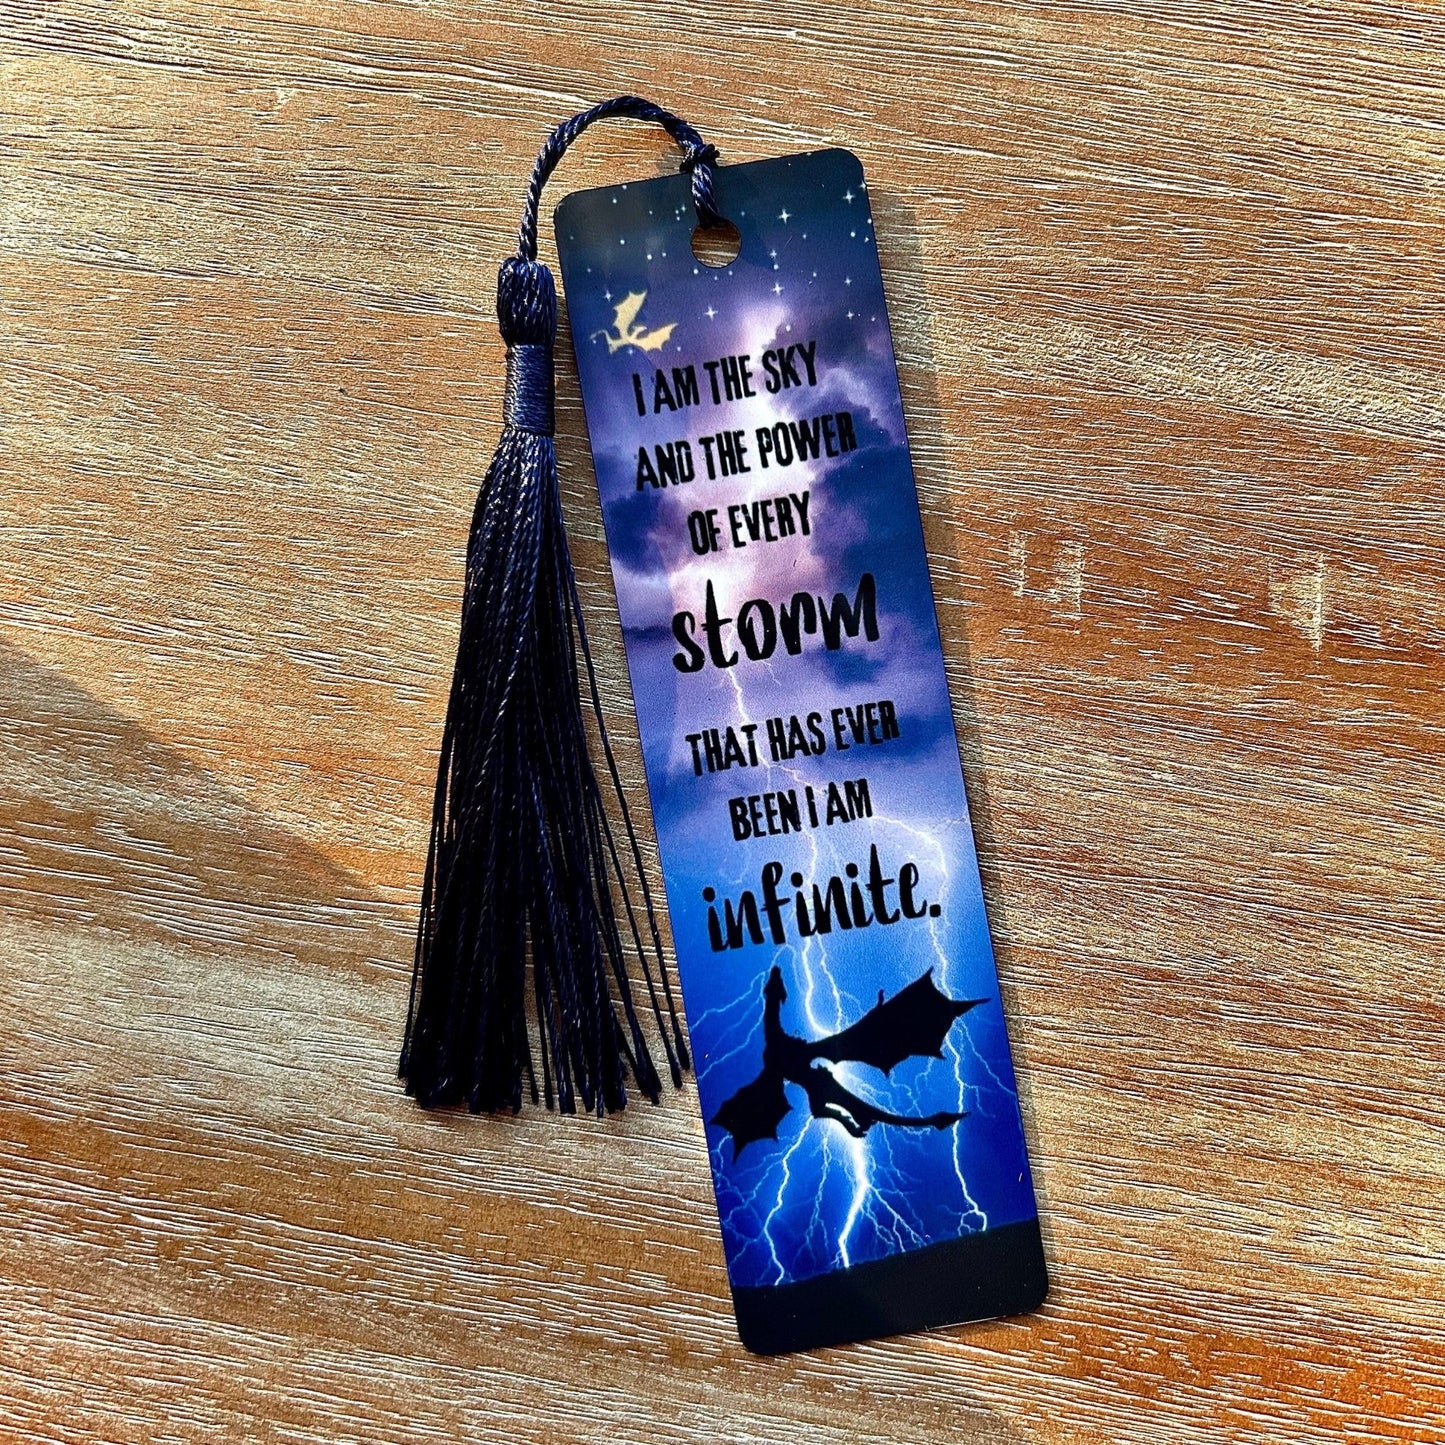 I AM THE SKY
AND THE POWER
OF EVERY
storm
THAT HAS EVER
BEEN I AM
infinite.